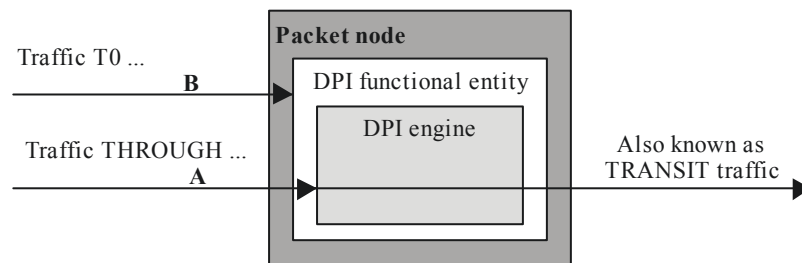 Packet node
Traffic T0 ...
B
DPI functional entity
DPI engine
Traffic THROUGH ...
A
Also known as
TRANSIT traffic